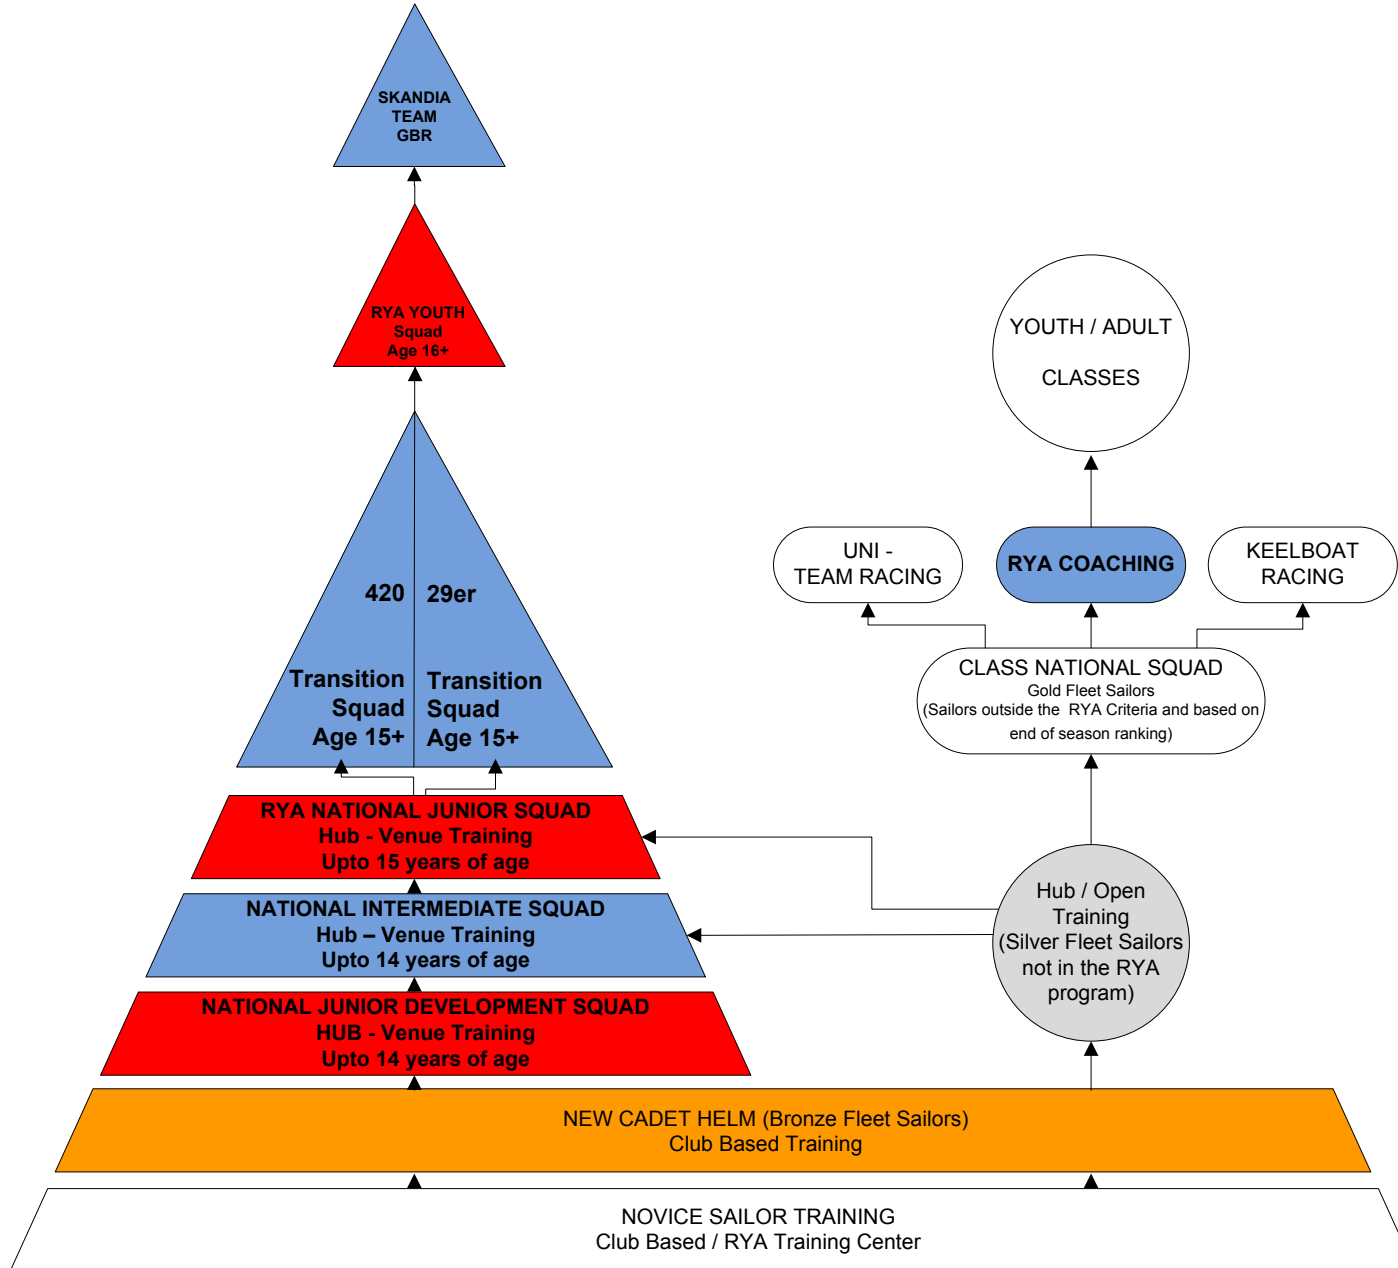 SKANDIA
TEAM
GBR
RYA YOUTH
Squad
Age 16+
YOUTH / ADULT
CLASSES
UNI -
TEAM RACING
RYA COACHING
KEELBOAT
RACING
420
Transition
Squad
Age 15+
29er
Transition
Squad
Age 15+
CLASS NATIONAL SQUAD
Gold Fleet Sailors
(Sailors outside the RYA Criteria and based on
end of season ranking)
RYA NATIONAL JUNIOR SQUAD
Hub - Venue Training
Upto 15 years of age
NATIONAL INTERMEDIATE SQUAD
Hub – Venue Training
Upto 14 years of age
Hub / Open
Training
(Silver Fleet Sailors
not in the RYA
program)
NATIONAL JUNIOR DEVELOPMENT SQUAD
HUB - Venue Training
Upto 14 years of age
NEW CADET HELM (Bronze Fleet Sailors)
Club Based Training
NOVICE SAILOR TRAINING
Club Based / RYA Training Center